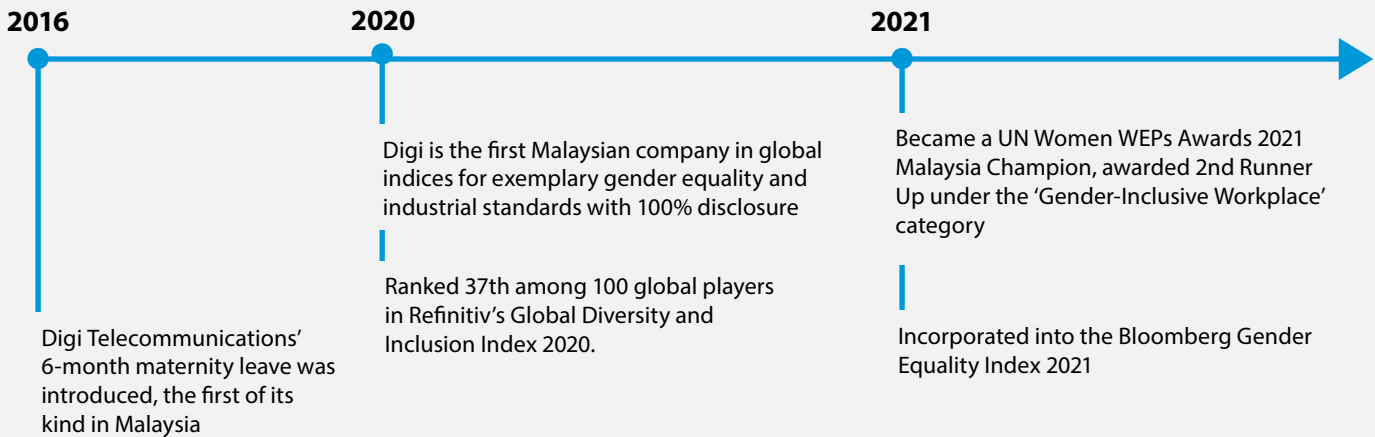 2016
Digi Telecommunications’
6-month maternity leave was
introduced, the first of its
kind in Malaysia
2020
Digi is the first Malaysian company in global
indices for exemplary gender equality and
industrial standards with 100% disclosure
Ranked 37th among 100 global players
in Refinitiv’s Global Diversity and
Inclusion Index 2020.
2021
Became a UN Women WEPs Awards 2021
Malaysia Champion, awarded 2nd Runner
Up under the ‘Gender-Inclusive Workplace’
category
Incorporated into the Bloomberg Gender
Equality Index 2021